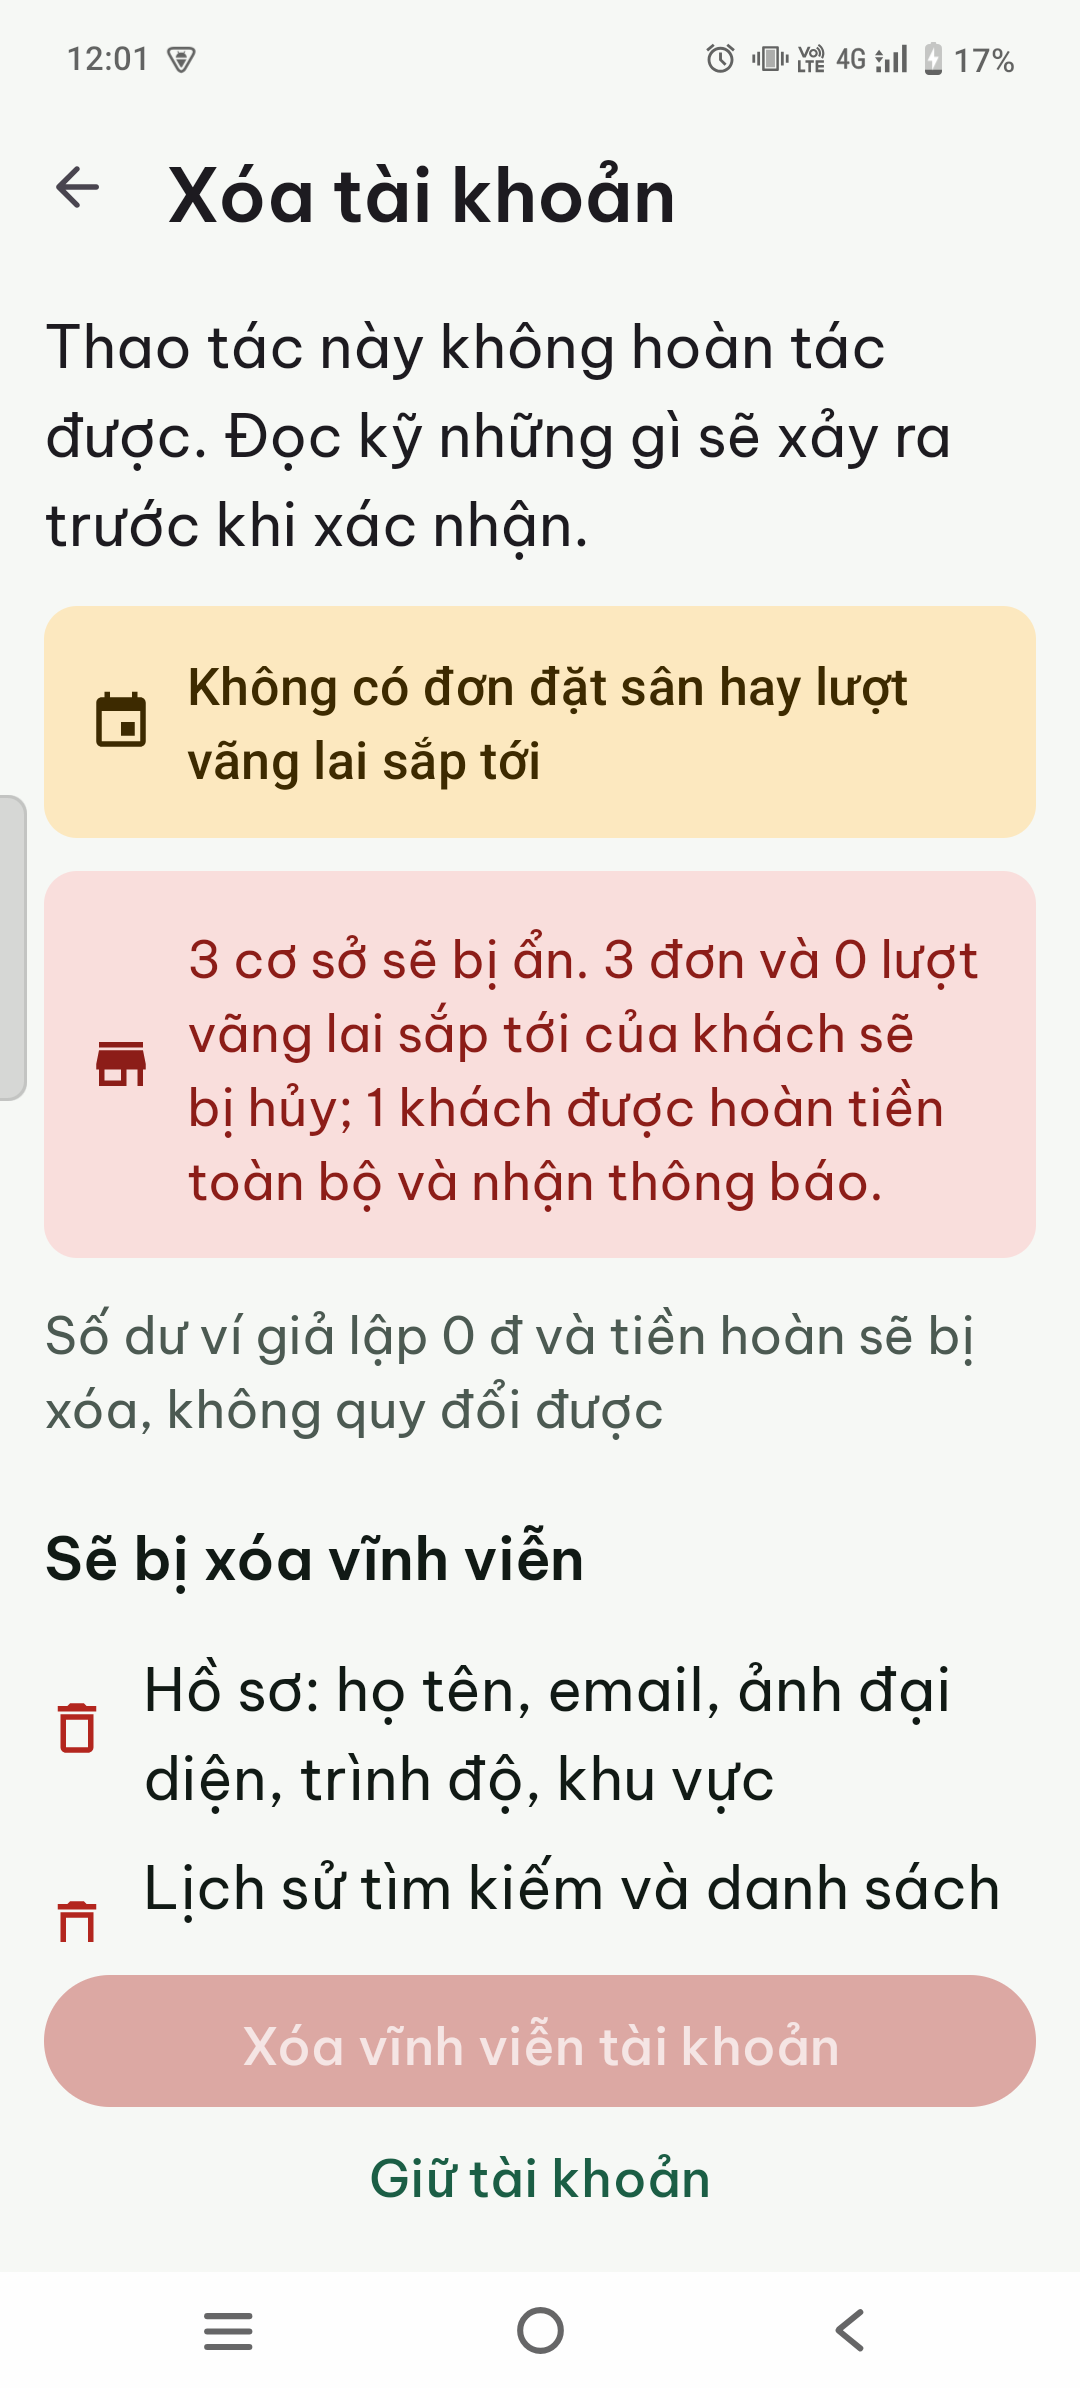 12:01
VoLTE 4G 17%
Xóa tài khoản
Thao tác này không hoàn tác
được. Đọc kỹ những gì sẽ xảy ra
trước khi xác nhận.
Không có đơn đặt sân hay lượt
vãng lai sắp tới
3 cơ sở sẽ bị ẩn. 3 đơn và 0 lượt
vãng lai sắp tới của khách sẽ
bị hủy; 1 khách được hoàn tiền
toàn bộ và nhận thông báo.
Số dư ví giả lập 0 đ và tiền hoàn sẽ bị
xóa, không quy đổi được
Sẽ bị xóa vĩnh viễn
Hồ sơ: họ tên, email, ảnh đại
diện, trình độ, khu vực
Lịch sử tìm kiếm và danh sách
Xóa vĩnh viễn tài khoản
Giữ tài khoản